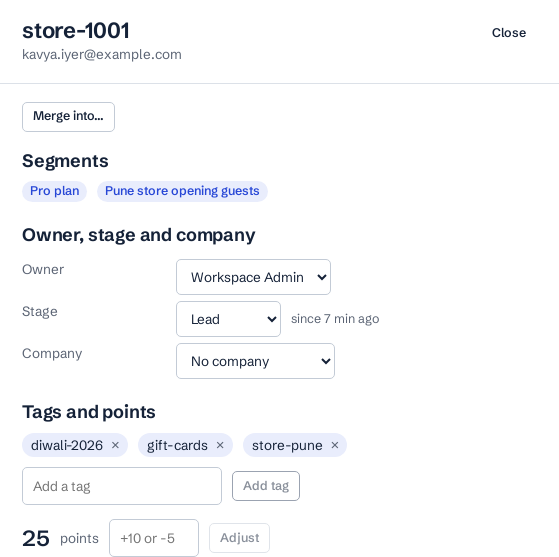 store-1001
Close
kavya.iyer@example.com
Merge into...
Segments
Pro plan
Pune store opening guests
Owner, stage and company
Owner
Workspace Admin
Stage
Lead
since 7 min ago
Company
No company
Tags and points
diwali-2026 ×
gift-cards ×
store-pune ×
Add a tag
Add tag
25 points
+10 or -5
Adjust